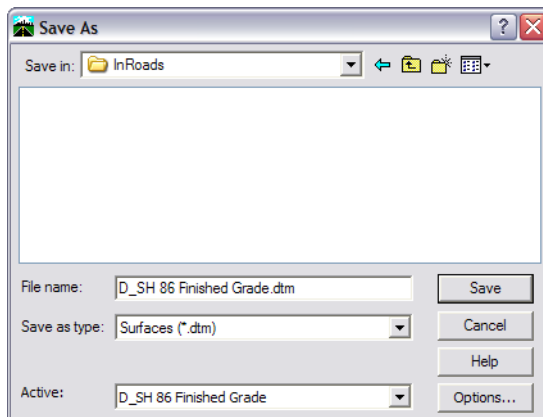 Save As
Save in: InRoads
File name: D_SH 86 Finished Grade.dtm Save
Save as type: Surfaces (*.dtm) Cancel
Help
Active: D_SH 86 Finished Grade Options...